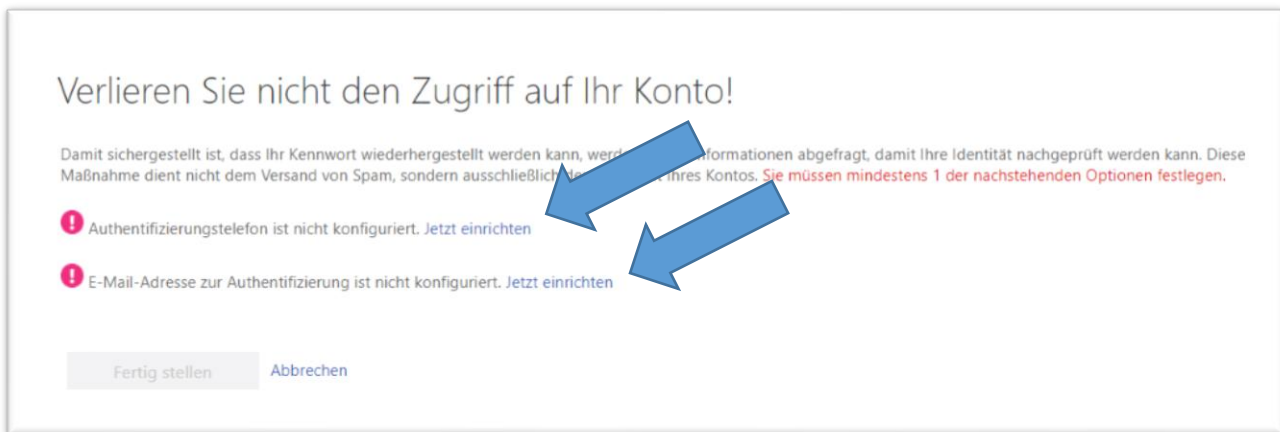 Verlieren Sie nicht den Zugriff auf Ihr Konto!
Damit sichergestellt ist, dass Ihr Kennwort wiederhergestellt werden kann, abgefragt, damit Ihre Identität nachgeprüft werden kann. Diese
Maßnahme dient nicht dem Versand von Spam, sondern ausschließlich Ihres Kontos. Sie müssen mindestens 1 der nachstehenden Optionen festlegen.
! Authentifizierungstelefon ist nicht konfiguriert. Jetzt einrichten
! E-Mail-Adresse zur Authentifizierung ist nicht konfiguriert. Jetzt einrichten
Fertig stellen Abbrechen